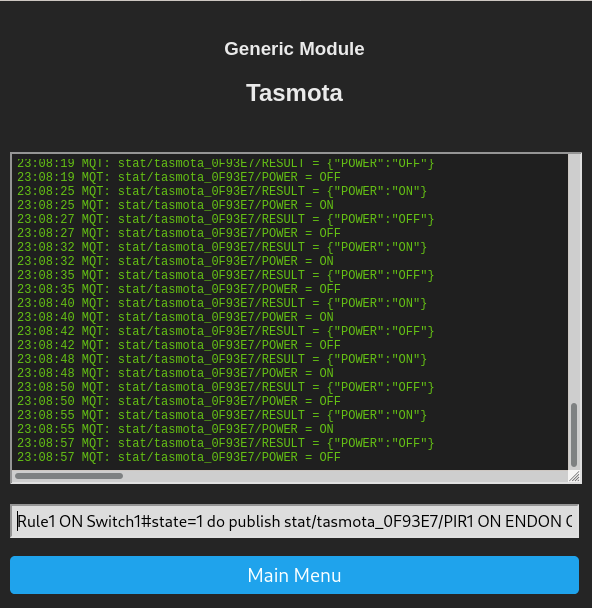 Generic Module
Tasmota
23:08:19 MQT: stat/tasmota_0F93E7/RESULT = {"POWER":"OFF"}
23:08:19 MQT: stat/tasmota_0F93E7/POWER = OFF
23:08:25 MQT: stat/tasmota_0F93E7/RESULT = {"POWER":"ON"}
23:08:25 MQT: stat/tasmota_0F93E7/POWER = ON
23:08:27 MQT: stat/tasmota_0F93E7/RESULT = {"POWER":"OFF"}
23:08:27 MQT: stat/tasmota_0F93E7/POWER = OFF
23:08:32 MQT: stat/tasmota_0F93E7/RESULT = {"POWER":"ON"}
23:08:32 MQT: stat/tasmota_0F93E7/POWER = ON
23:08:35 MQT: stat/tasmota_0F93E7/RESULT = {"POWER":"OFF"}
23:08:35 MQT: stat/tasmota_0F93E7/POWER = OFF
23:08:40 MQT: stat/tasmota_0F93E7/RESULT = {"POWER":"ON"}
23:08:40 MQT: stat/tasmota_0F93E7/POWER = ON
23:08:42 MQT: stat/tasmota_0F93E7/RESULT = {"POWER":"OFF"}
23:08:42 MQT: stat/tasmota_0F93E7/POWER = OFF
23:08:48 MQT: stat/tasmota_0F93E7/RESULT = {"POWER":"ON"}
23:08:48 MQT: stat/tasmota_0F93E7/POWER = ON
23:08:50 MQT: stat/tasmota_0F93E7/RESULT = {"POWER":"OFF"}
23:08:50 MQT: stat/tasmota_0F93E7/POWER = OFF
23:08:55 MQT: stat/tasmota_0F93E7/RESULT = {"POWER":"ON"}
23:08:55 MQT: stat/tasmota_0F93E7/POWER = ON
23:08:57 MQT: stat/tasmota_0F93E7/RESULT = {"POWER":"OFF"}
23:08:57 MQT: stat/tasmota_0F93E7/POWER = OFF
Rule1 ON Switch1#state=1 do publish stat/tasmota_0F93E7/PIR1 ON ENDON
Main Menu